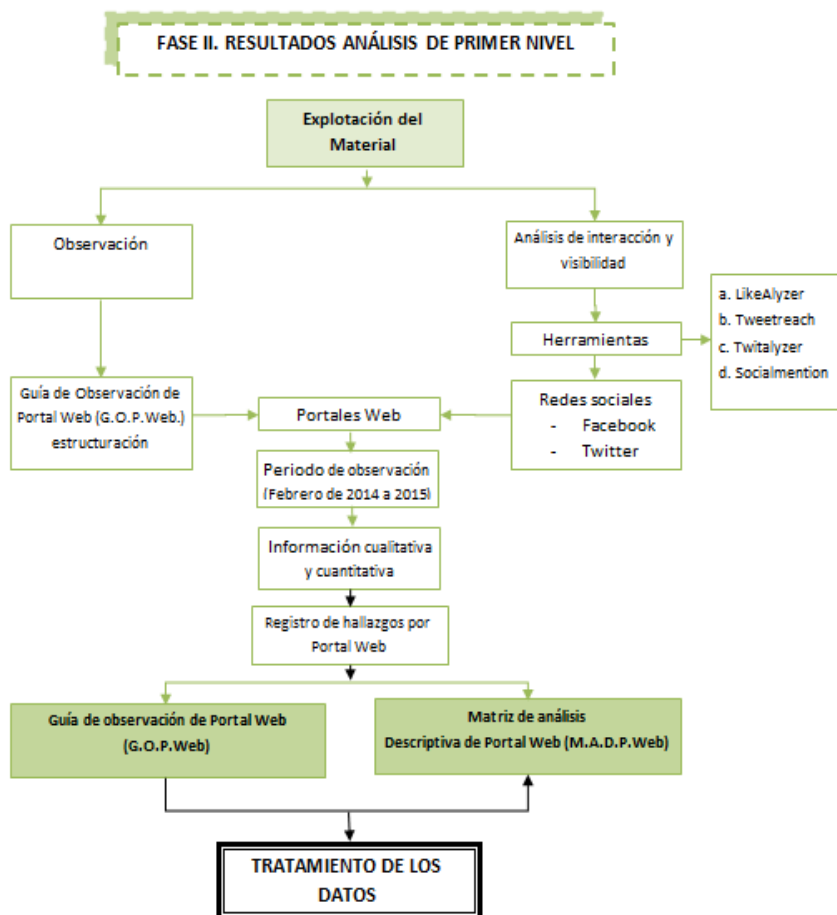 FASE II. RESULTADOS ANÁLISIS DE PRIMER NIVEL
Explotación del
Material
Observación
Análisis de interacción y
visibilidad
a. LikeAlyzer
b. Tweetreach
c. Twitalyzer
d. Socialmention
Herramientas
Guía de Observación de
Portal Web (G.O.P.Web.)
estructuración
Portales Web
Redes sociales
- Facebook
- Twitter
Periodo de observación
(Febrero de 2014 a 2015)
Información cualitativa
y cuantitativa
Registro de hallazgos por
Portal Web
Guía de observación de Portal Web
(G.O.P.Web)
Matriz de análisis
Descriptiva de Portal Web (M.A.D.P.Web)
TRATAMIENTO DE LOS
DATOS